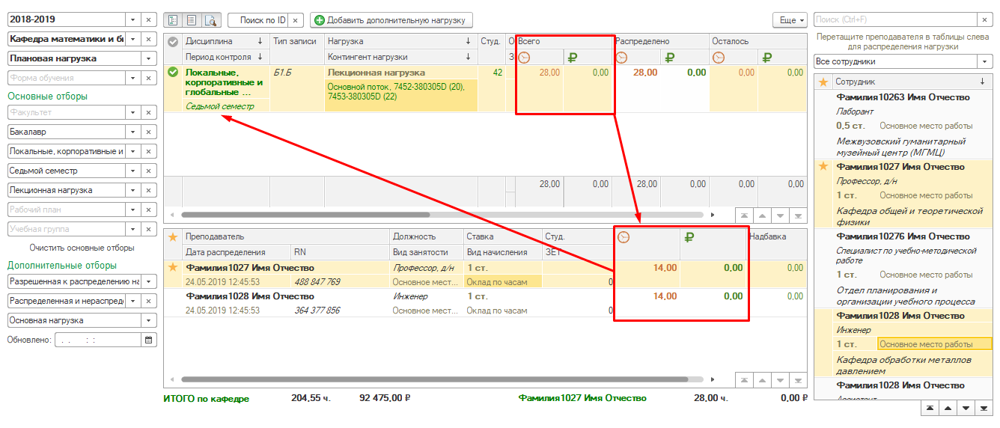 2018-2019
Кафедра математики и би
Плановая нагрузка
Форма обучения
Основные отборы
Факультет
Бакалавр
Локальные, корпоративные и
Седьмой семестр
Лекционная нагрузка
Рабочий план
Учебная группа
Очистить основные отборы
Дополнительные отборы
Разрешенная к распределению на
Распределенная и нераспред
Основная нагрузка
Обновлено: . . : :
Поиск по ID
Добавить дополнительную нагрузку
Еще
Дисциплина Тип записи Нагрузка Студ. О Всего Распределено Осталось
Период контроля Контингент нагрузки З
Локальные, корпоративные и глобальные ...
Б1.Б Лекционная нагрузка 42 28,00 0,00 28,00 0,00 0,00 0,00
Основной поток, 7452-380305D (20),
7453-380305D (22)
Седьмой семестр
28,00 0,00 28,00 0,00 0,00 0,00
Преподаватель Должность Ставка Студ. Надбавка
Дата распределения RN Вид занятости Вид начисления ЗЕТ
Фамилия1027 Имя Отчество Профессор, д/н 1 ст. 14,00 0,00 0,00
24.05.2019 12:45:53 488 847 769 Основное мест... Оклад по часам 0
Фамилия1028 Имя Отчество Инженер 1 ст. 14,00 0,00 0,00
24.05.2019 12:45:53 364 377 856 Основное мест... Оклад по часам 0
ИТОГО по кафедре 204,55 ч. 92 475,00 ₽ Фамилия1027 Имя Отчество 28,00 ч. 0,00 ₽
Поиск (Ctrl+F)
Перетащите преподавателя в таблицы слева
для распределения нагрузки
Все сотрудники
Сотрудник
Фамилия10263 Имя Отчество
Лаборант
0,5 ст. Основное место работы
Межвузовский гуманитарный
музейный центр (МГМЦ)
Фамилия1027 Имя Отчество
Профессор, д/н
1 ст. Основное место работы
Кафедра общей и теоретической
физики
Фамилия10276 Имя Отчество
Специалист по учебно-методической
работе
1 ст. Основное место работы
Отдел планирования и
организации учебного процесса
Фамилия1028 Имя Отчество
Инженер
1 ст. Основное место работы
Кафедра обработки металлов
давлением
Фамилия1028 Имя Отчество
Ассистент